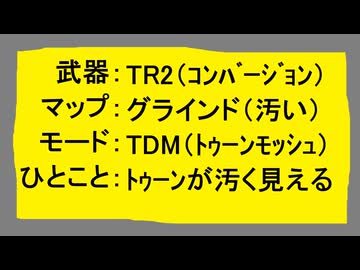 武器：TR2（ｺﾝﾊﾞｰｼﾞｮﾝ）
マップ：グラインド（汚い）
モード：TDM（ﾄｩｰﾝモッシュ）
ひとこと：ﾄｩｰﾝが汚く見える